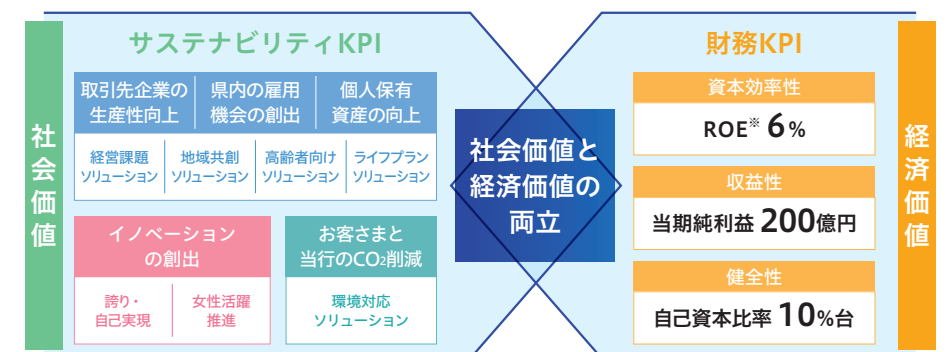 社会価値
サステナビリティKPI
取引先企業の
生産性向上
県内の雇用
機会の創出
個人保有
資産の向上
経営課題
ソリューション
地域共創
ソリューション
高齢者向け
ソリューション
ライフプラン
ソリューション
イノベーション
の創出
誇り・
自己実現
女性活躍
推進
お客さまと
当行のCO₂削減
環境対応
ソリューション
社会価値と
経済価値の
両立
財務KPI
資本効率性
ROE※ 6%
収益性
当期純利益 200億円
健全性
自己資本比率 10%台
経済価値